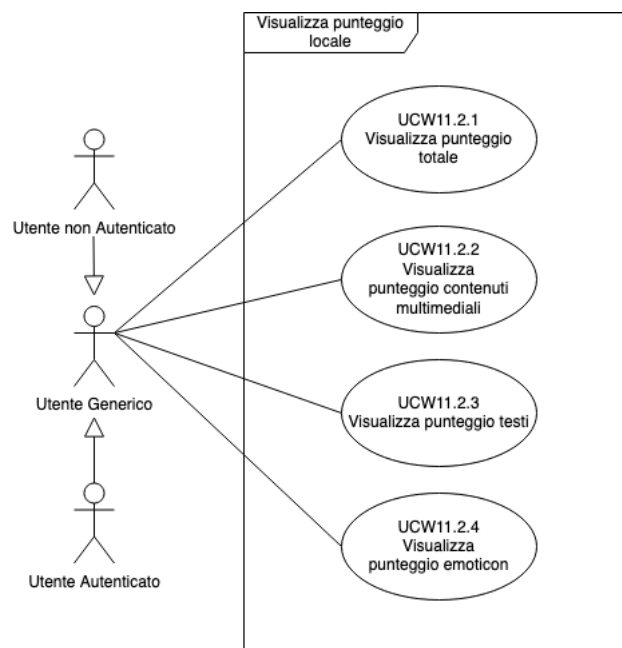 Visualizza punteggio
locale
UCW11.2.1
Visualizza punteggio
totale
Utente non Autenticato
UCW11.2.2
Visualizza
punteggio contenuti
multimediali
Utente Generico
UCW11.2.3
Visualizza punteggio testi
UCW11.2.4
Visualizza
punteggio emoticon
Utente Autenticato